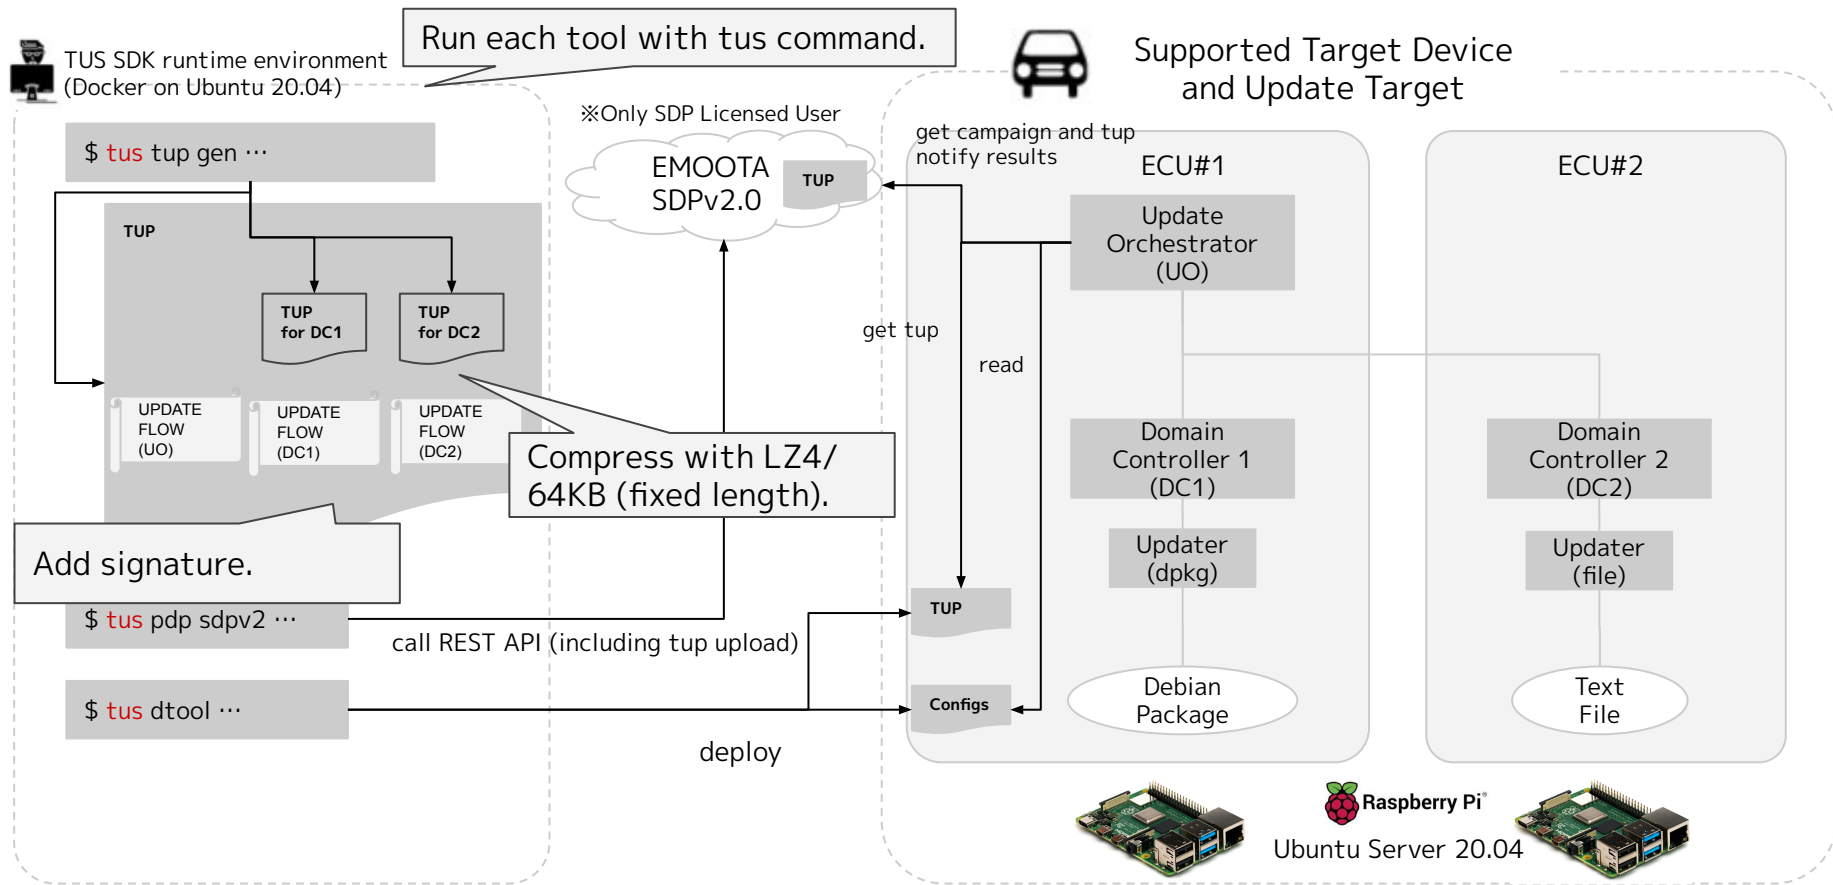 Run each tool with tus command.
TUS SDK runtime environment
(Docker on Ubuntu 20.04)
$ tus tup gen ⋯
TUP
TUP
for DC1
TUP
for DC2
UPDATE
FLOW
(UO)
UPDATE
FLOW
(DC1)
UPDATE
FLOW
(DC2)
Compress with LZ4/
64KB (fixed length).
Add signature.
$ tus pdp sdpv2 ⋯
$ tus dtool ⋯
※Only SDP Licensed User
EMOOTA
SDPv2.0
TUP
call REST API (including tup upload)
deploy
Supported Target Device
and Update Target
get campaign and tup
notify results
get tup
read
TUP
Configs
ECU#1
Update
Orchestrator
(UO)
Domain
Controller 1
(DC1)
Updater
(dpkg)
Debian
Package
ECU#2
Domain
Controller 2
(DC2)
Updater
(file)
Text
File
Raspberry Pi®
Ubuntu Server 20.04